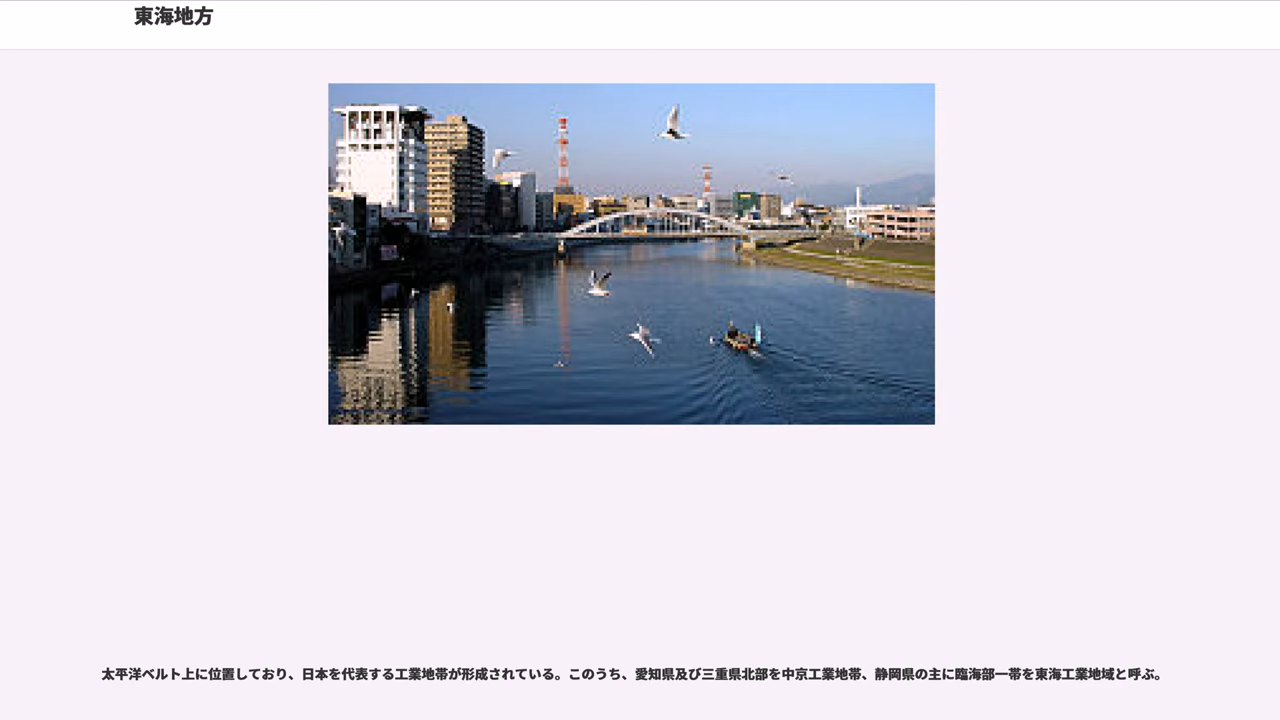 東海地方
太平洋ベルト上に位置しており、日本を代表する工業地帯が形成されている。このうち、愛知県及び三重県北部を中京工業地帯、静岡県の主に臨海部一帯を東海工業地域と呼ぶ。